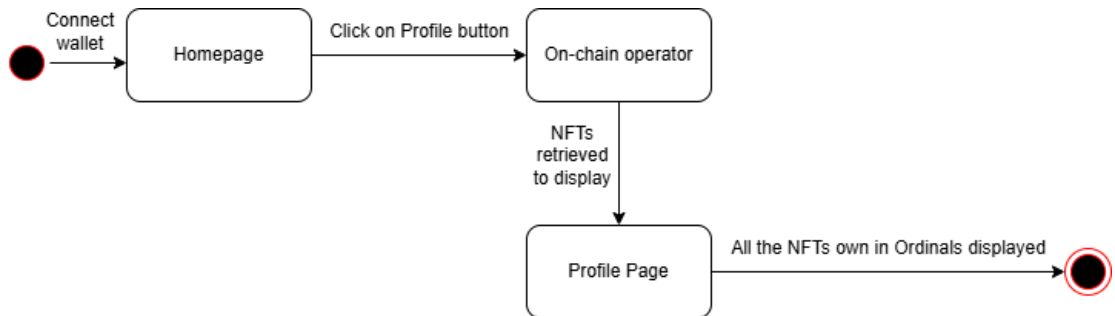 Connect
wallet
Homepage
Click on Profile button
On-chain operator
NFTs
retrieved
to display
Profile Page
All the NFTs own in Ordinals displayed